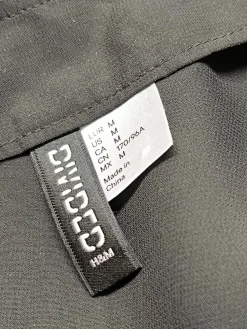 EUR M
US M
CA M
CN 170/96A
MX M
Made in
China
DIVIDED
H&M